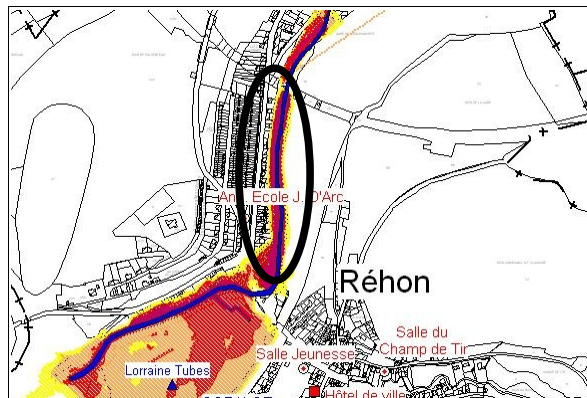 Anc. Ecole J. D'Arc
Réhon
Salle du
Champ de Tir
Salle Jeunesse
Lorraine Tubes
Hôtel de ville